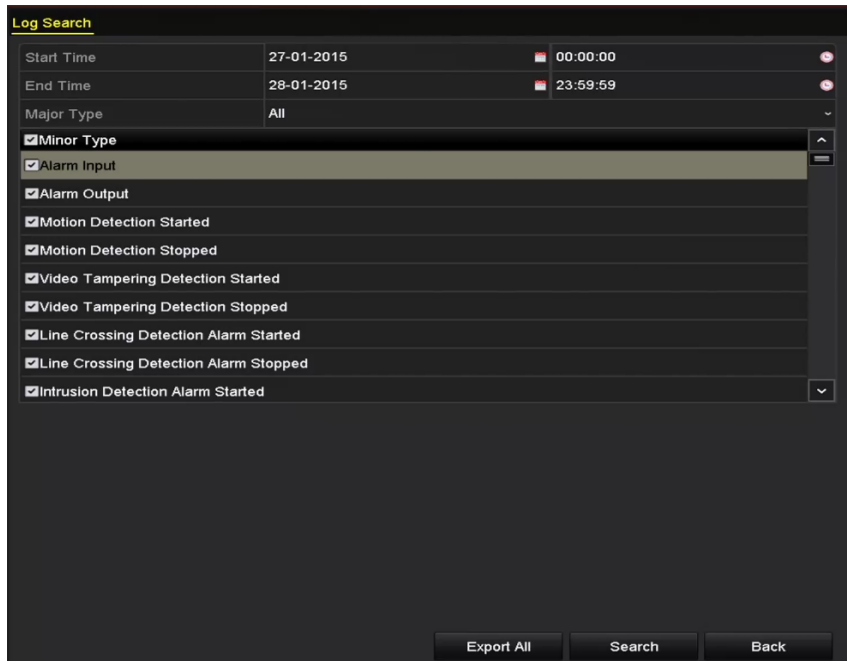 Log Search
Start Time 27-01-2015 00:00:00
End Time 28-01-2015 23:59:59
Major Type All
Minor Type
Alarm Input
Alarm Output
Motion Detection Started
Motion Detection Stopped
Video Tampering Detection Started
Video Tampering Detection Stopped
Line Crossing Detection Alarm Started
Line Crossing Detection Alarm Stopped
Intrusion Detection Alarm Started
Export All Search Back